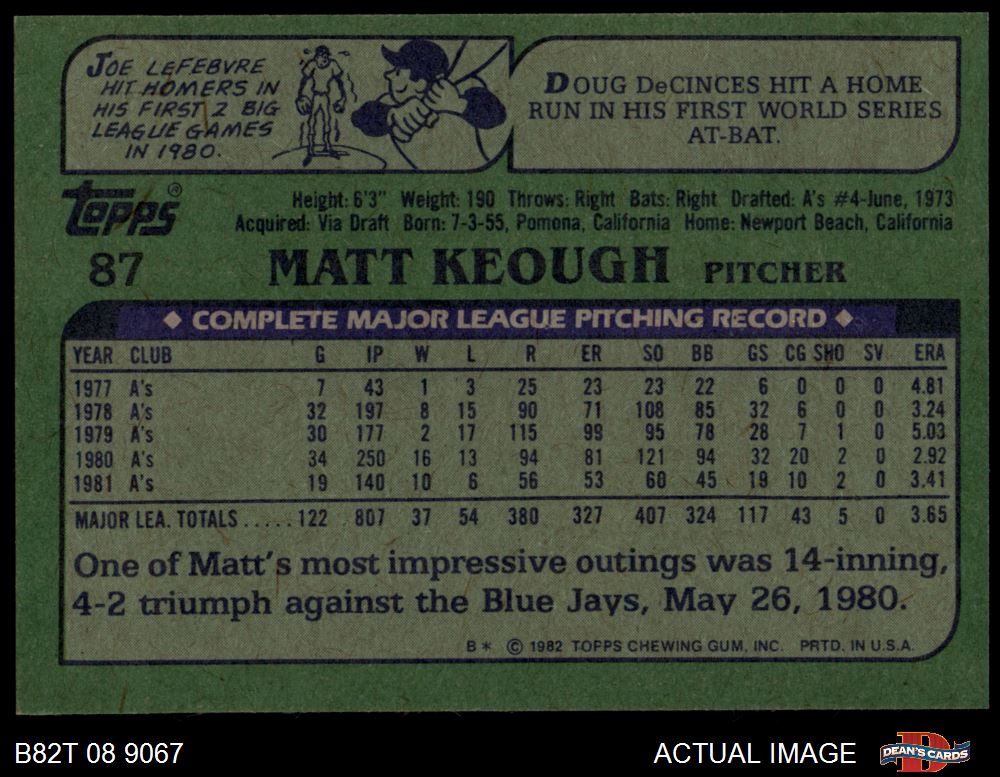 JOE LEFEBVRE
HIT HOMERS IN
HIS FIRST 2 BIG
LEAGUE GAMES
IN 1980.
DOUG DeCINCES HIT A HOME
RUN IN HIS FIRST WORLD SERIES
AT-BAT.
topps®
Height: 6'3" Weight: 190 Throws: Right Bats: Right Drafted: A's #4-June, 1973
Acquired: Via Draft Born: 7-3-55, Pomona, California Home: Newport Beach, California
87 MATT KEOUGH PITCHER
◆ COMPLETE MAJOR LEAGUE PITCHING RECORD ◆
YEAR CLUB G IP W L R ER SO BB GS CG SHO SV ERA
1977 A's 7 43 1 3 25 23 23 22 6 0 0 0 4.81
1978 A's 32 197 8 15 90 71 108 85 32 6 0 0 3.24
1979 A's 30 177 2 17 115 99 95 78 28 7 1 0 5.03
1980 A's 34 250 16 13 94 81 121 94 32 20 2 0 2.92
1981 A's 19 140 10 6 56 53 60 45 19 10 2 0 3.41
MAJOR LEA. TOTALS ..... 122 807 37 54 380 327 407 324 117 43 5 0 3.65
One of Matt's most impressive outings was 14-inning,
4-2 triumph against the Blue Jays, May 26, 1980.
B* © 1982 TOPPS CHEWING GUM, INC. PRTD. IN U.S.A.
B82T 08 9067 ACTUAL IMAGE DEAN'S CARDS